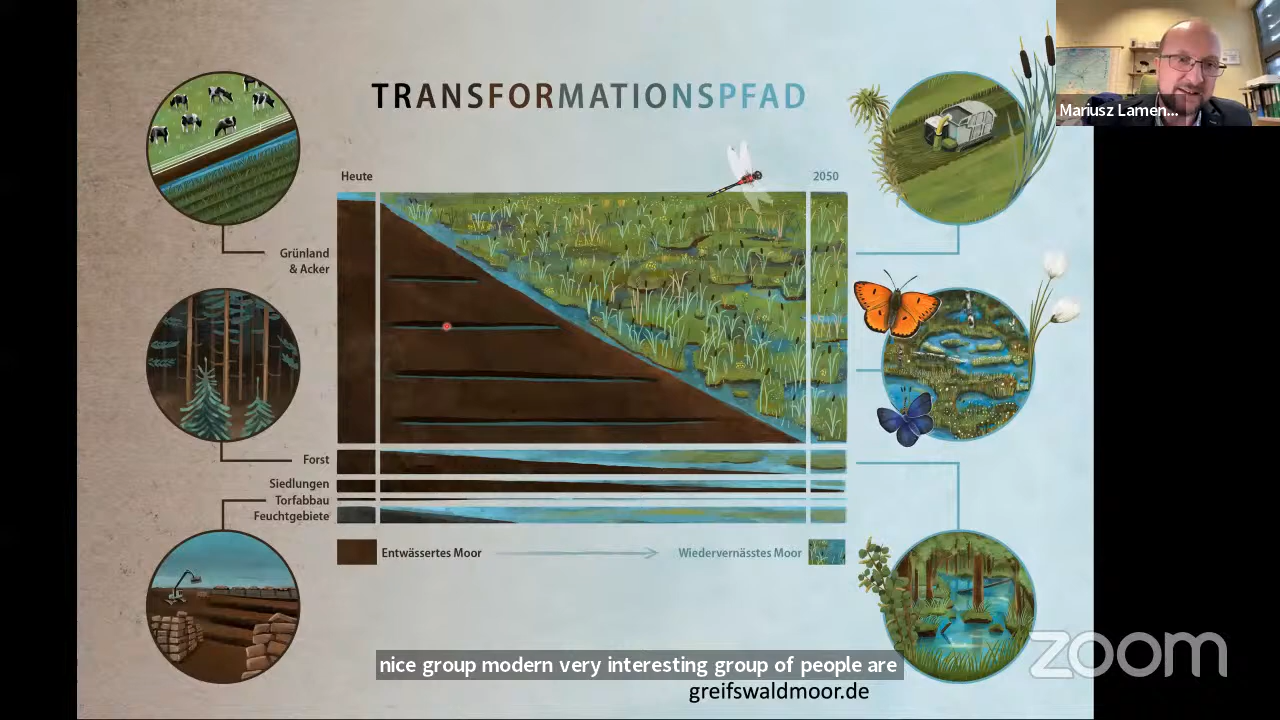 TRANSFORMATIONSPFAD
Mariusz Lamen...
Heute
2050
Grünland
& Acker
Forst
Siedlungen
Torfabbau
Feuchtgebiete
Entwässertes Moor
Wiedervernässtes Moor
nice group modern very interesting group of people are
greifswaldmoor.de
zoom